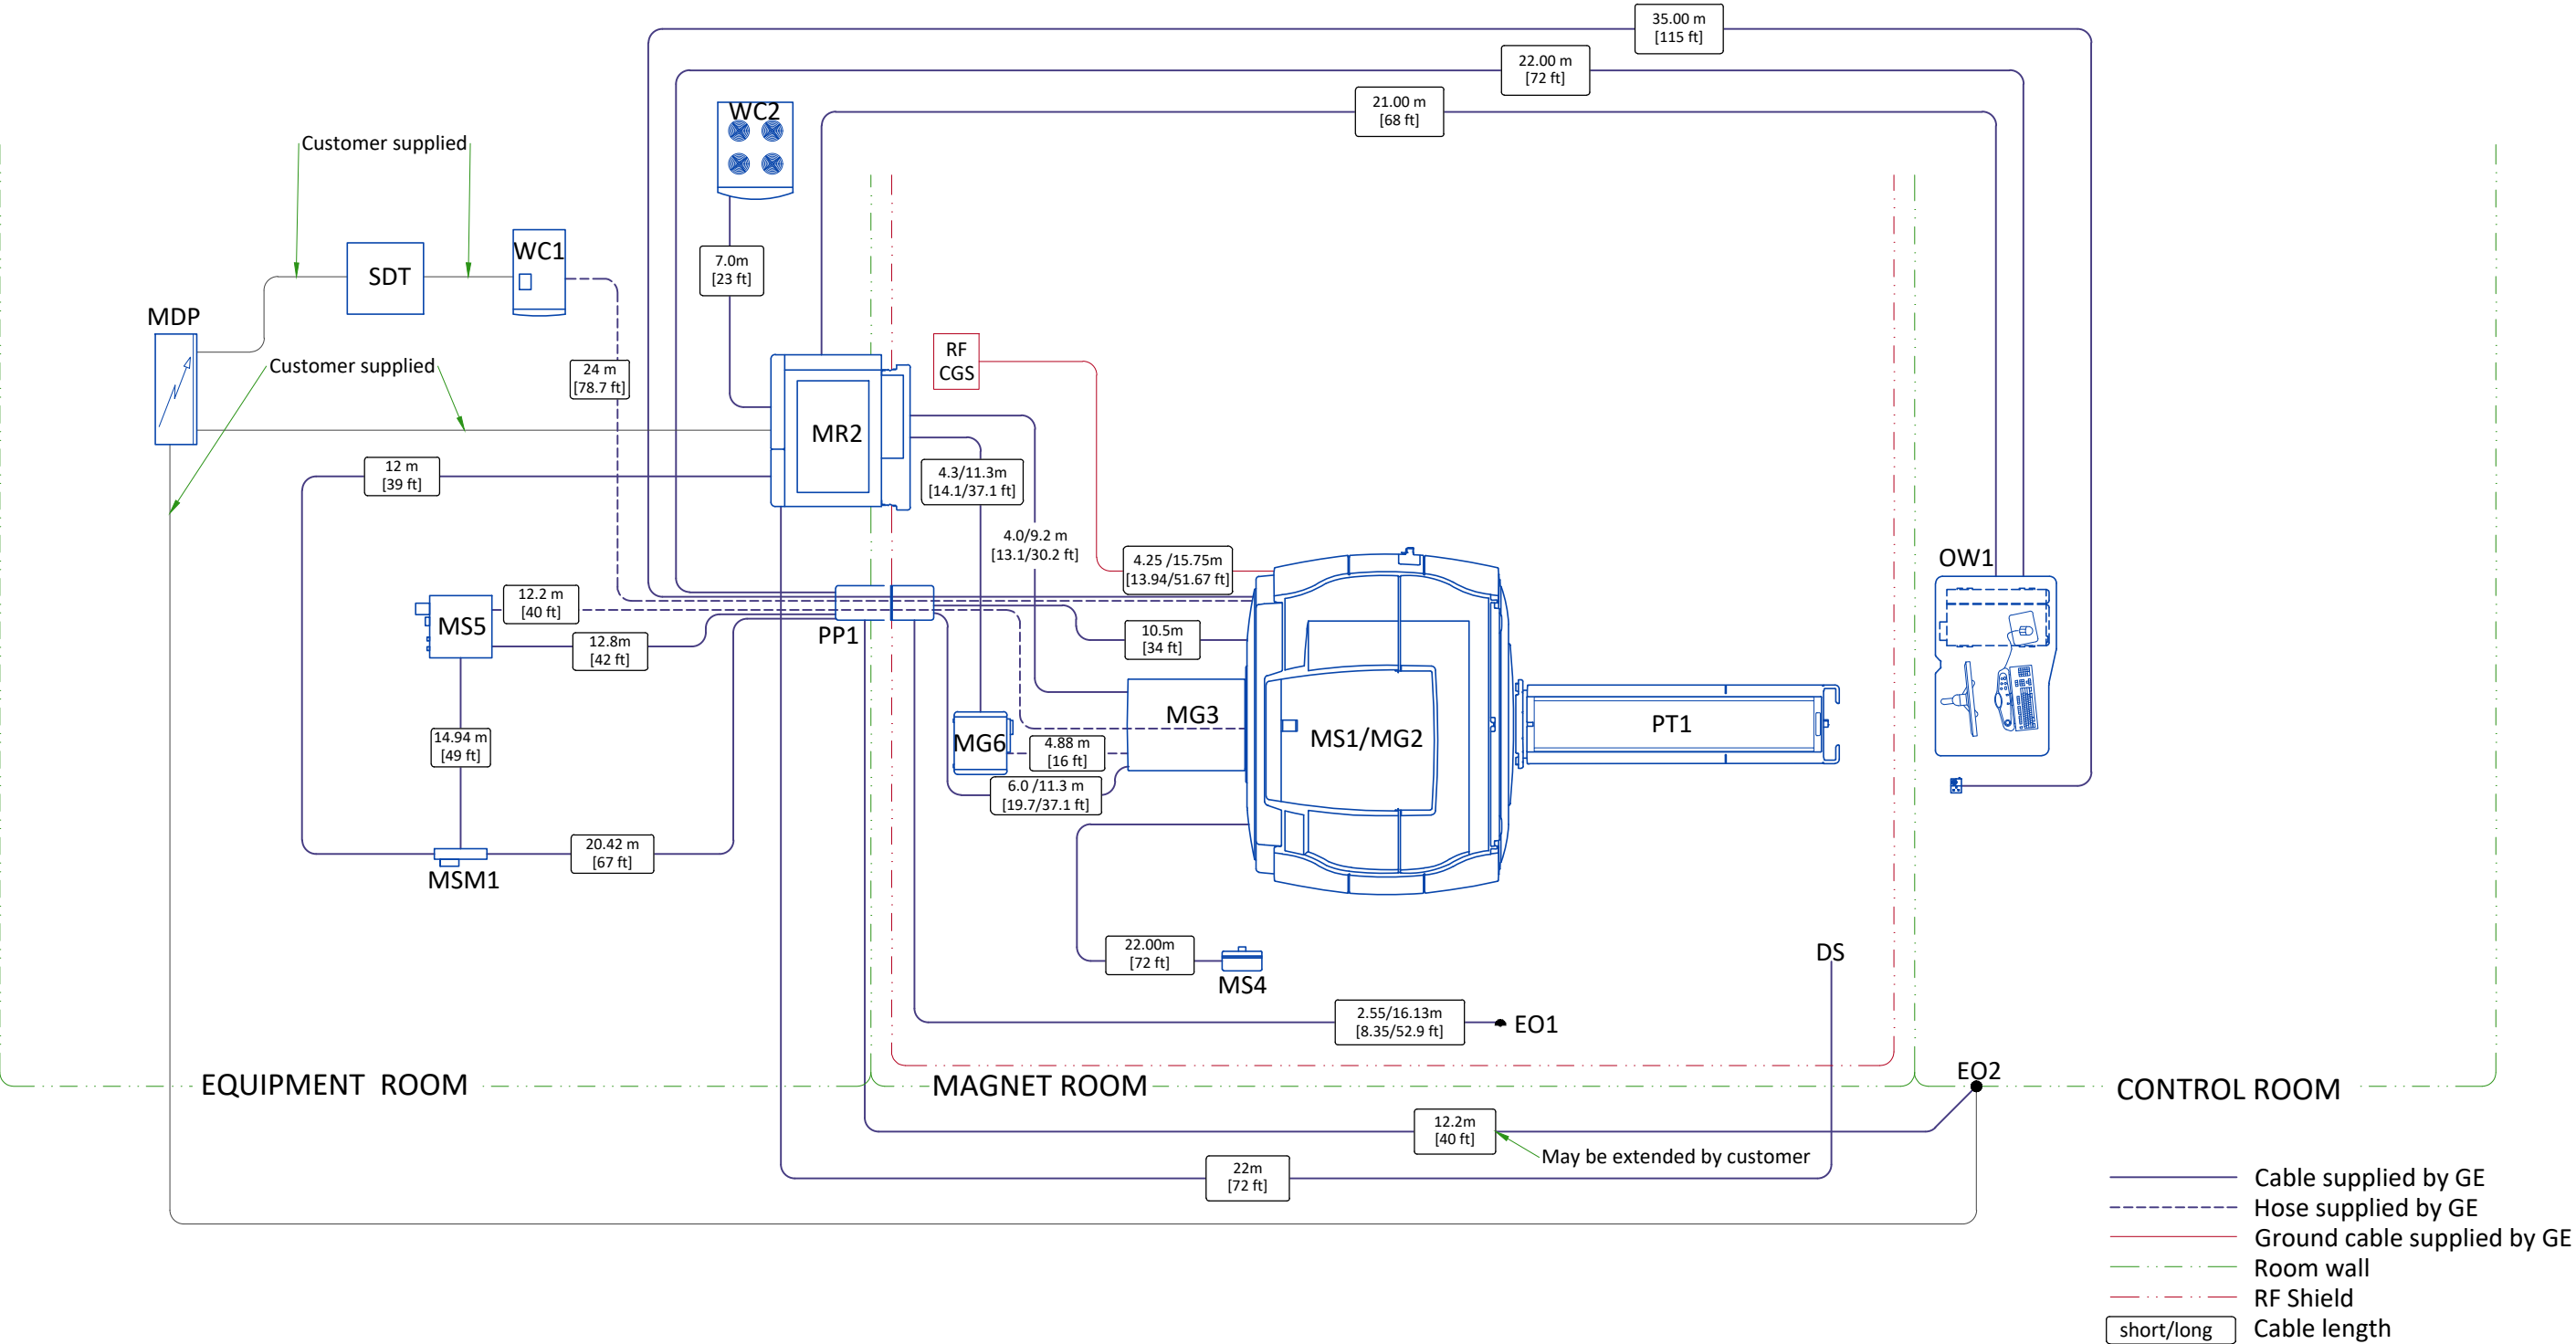 35.00 m
[115 ft]
22.00 m
[72 ft]
21.00 m
[68 ft]
WC2
Customer supplied
WC1
SDT
7.0m
[23 ft]
MDP
RF
CGS
Customer supplied
24 m
[78.7 ft]
MR2
12 m
[39 ft]
4.3/11.3m
[14.1/37.1 ft]
4.0/9.2 m
[13.1/30.2 ft]
4.25 /15.75m
[13.94/51.67 ft]
OW1
12.2 m
[40 ft]
MS5
PP1
12.8m
[42 ft]
10.5m
[34 ft]
MG3
MS1/MG2
PT1
MG6
4.88 m
[16 ft]
14.94 m
[49 ft]
6.0 /11.3 m
[19.7/37.1 ft]
20.42 m
[67 ft]
MSM1
22.00m
[72 ft]
MS4
DS
2.55/16.13m
[8.35/52.9 ft]
EO1
EO2
EQUIPMENT ROOM
MAGNET ROOM
CONTROL ROOM
12.2m
[40 ft]
May be extended by customer
22m
[72 ft]
Cable supplied by GE
Hose supplied by GE
Ground cable supplied by GE
Room wall
RF Shield
short/long Cable length